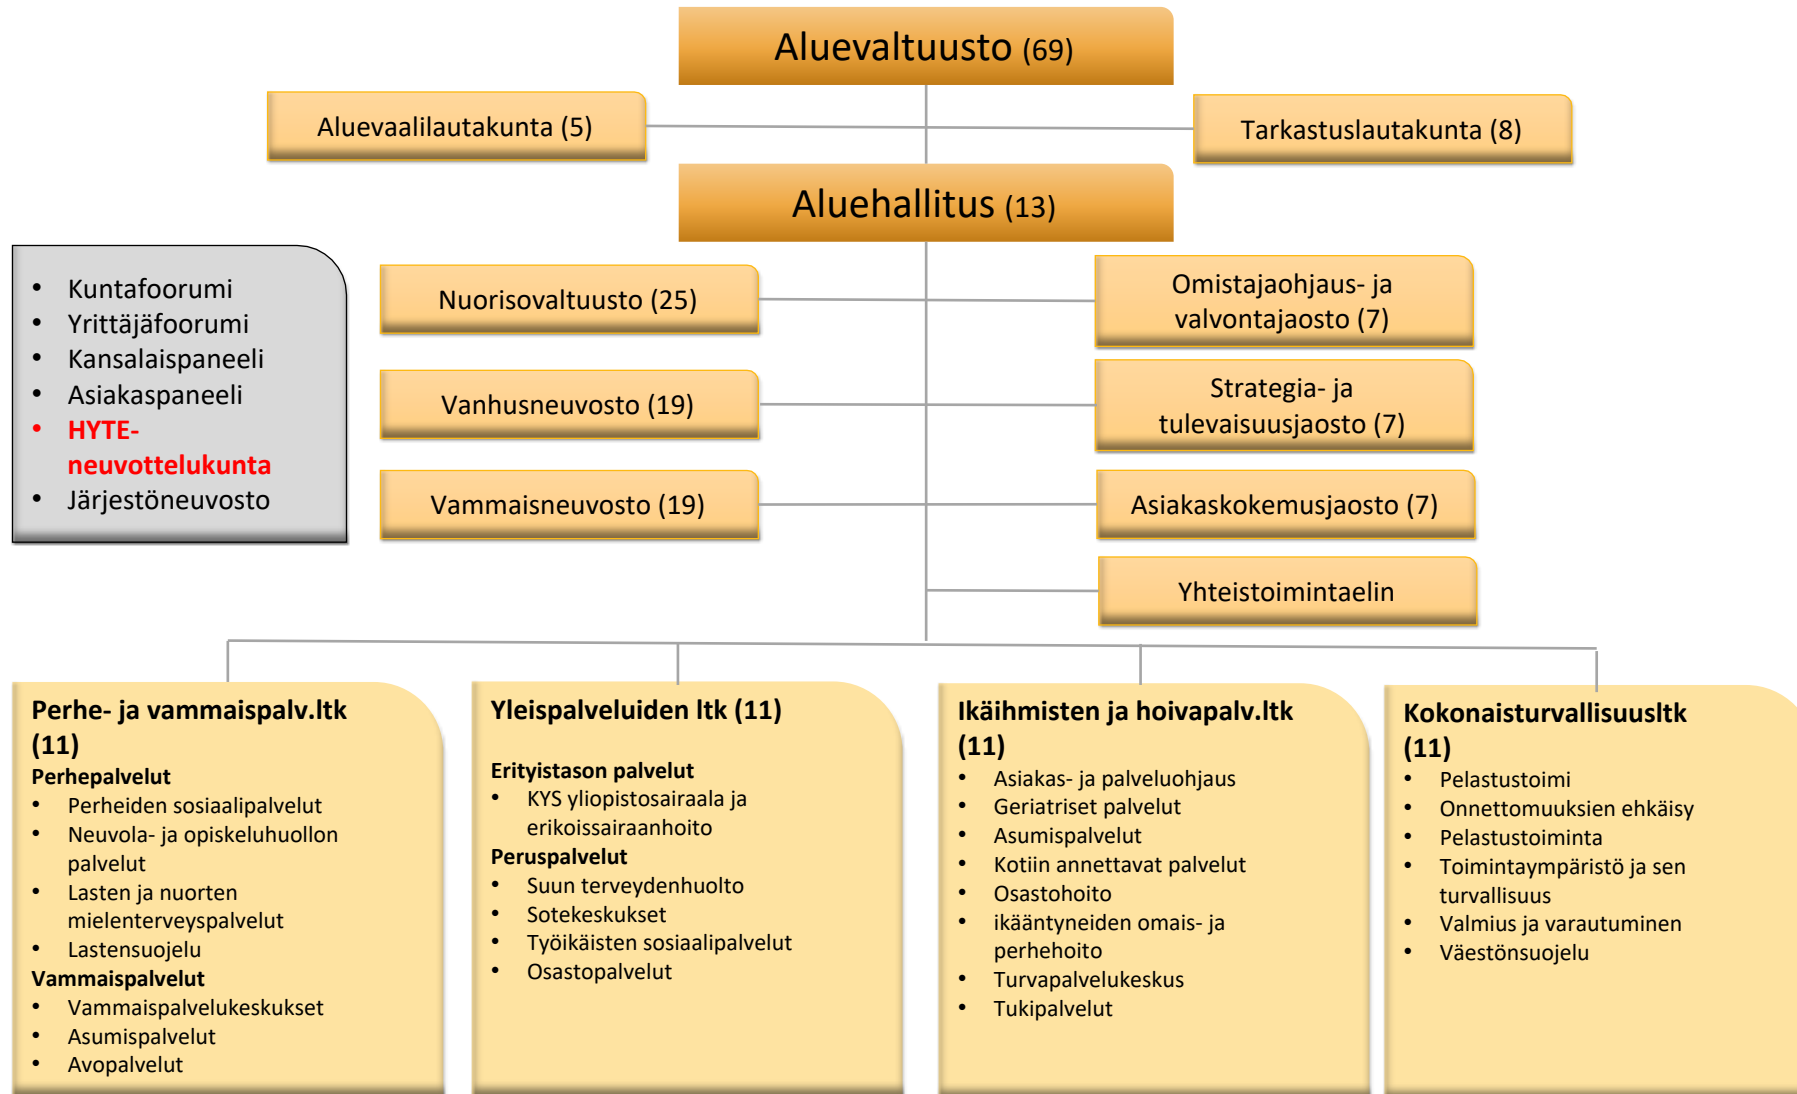 Aluevaltuusto (69)
Aluevaalilautakunta (5)
Tarkastuslautakunta (8)
Aluehallitus (13)
• Kuntafoorumi
• Yrittäjäfoorumi
• Kansalaispaneeli
• Asiakaspaneeli
• HYTE-
neuvottelukunta
• Järjestöneuvosto
Nuorisovaltuusto (25)
Omistajaohjaus- ja
valvontajaosto (7)
Vanhusneuvosto (19)
Strategia- ja
tulevaisuusjaosto (7)
Vammaisneuvosto (19)
Asiakaskokemusjaosto (7)
Yhteistoimintaelin
Perhe- ja vammaispalv.ltk
(11)
Perhepalvelut
• Perheiden sosiaalipalvelut
• Neuvola- ja opiskeluhuollon
palvelut
• Lasten ja nuorten
mielenterveyspalvelut
• Lastensuojelu
Vammaispalvelut
• Vammaispalvelukeskukset
• Asumispalvelut
• Avopalvelut
Yleispalveluiden ltk (11)
Erityistason palvelut
• KYS yliopistosairaala ja
erikoissairaanhoito
Peruspalvelut
• Suun terveydenhuolto
• Sotekeskukset
• Työikäisten sosiaalipalvelut
• Osastopalvelut
Ikäihmisten ja hoivapalv.ltk
(11)
• Asiakas- ja palveluohjaus
• Geriatriset palvelut
• Asumispalvelut
• Kotiin annettavat palvelut
• Osastohoito
• ikääntyneiden omais- ja
perhehoito
• Turvapalvelukeskus
• Tukipalvelut
Kokonaisturvallisuusltk
(11)
• Pelastustoimi
• Onnettomuuksien ehkäisy
• Pelastustoiminta
• Toimintaympäristö ja sen
turvallisuus
• Valmius ja varautuminen
• Väestönsuojelu